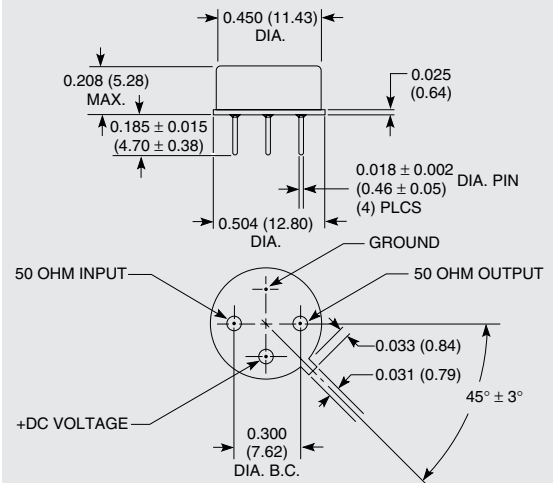 0.450 (11.43)
DIA.
0.208 (5.28)
MAX.
0.025
(0.64)
0.185 ± 0.015
(4.70 ± 0.38)
0.018 ± 0.002
(0.46 ± 0.05)
(4) PLCS
DIA. PIN
0.504 (12.80)
DIA.
GROUND
50 OHM INPUT
50 OHM OUTPUT
0.033 (0.84)
0.031 (0.79)
45° ± 3°
+DC VOLTAGE
0.300
(7.62)
DIA. B.C.